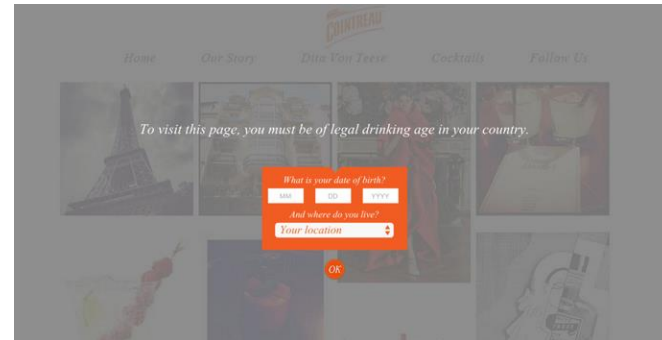 COINTREAU
Home Our Story Dita Von Teese Cocktails Follow Us
To visit this page, you must be of legal drinking age in your country.
What is your date of birth?
MM DD YYYY
And where do you live?
Your location
OK